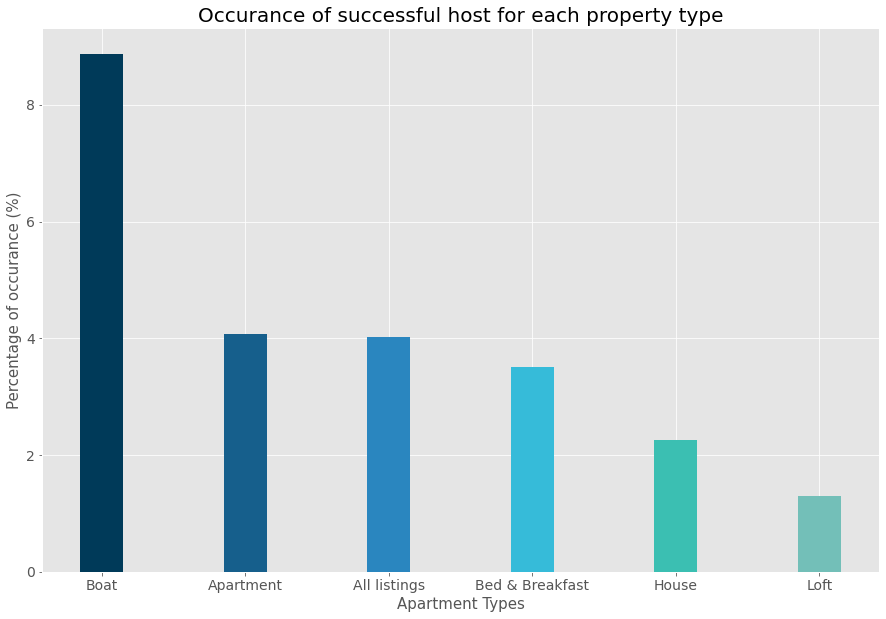 Occurance of successful host for each property type
Percentage of occurance (%)
8
6
4
2
0
Boat Apartment All listings Bed & Breakfast House Loft
Apartment Types